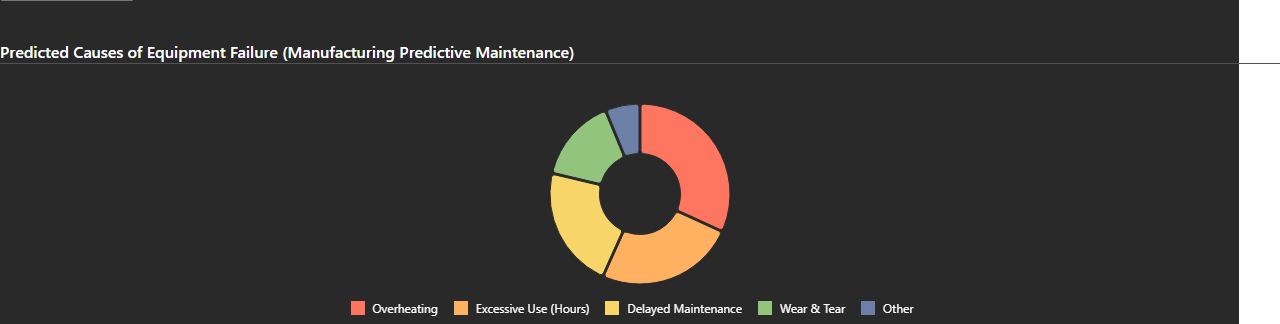 Predicted Causes of Equipment Failure (Manufacturing Predictive Maintenance)
Overheating Excessive Use (Hours) Delayed Maintenance Wear & Tear Other